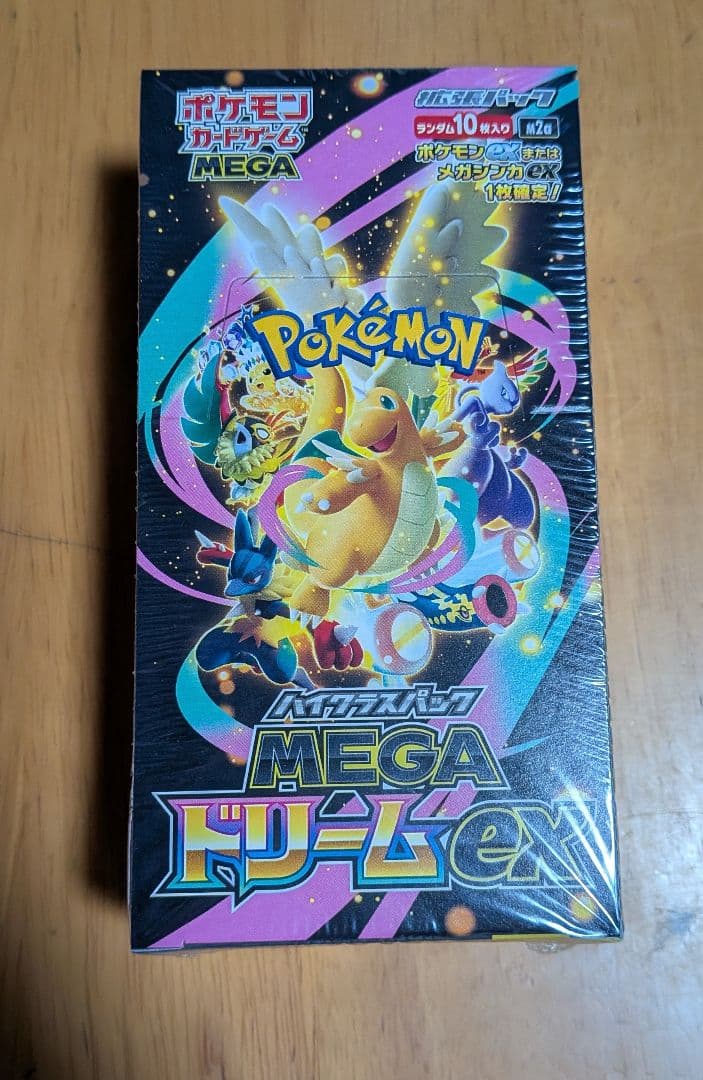 ポケモン
カードゲーム™
MEGA
拡張パック
ランダム10枚入り M2a
ポケモンexまたは
メガシンカex
1枚確定!
POKéMON™
ハイクラスパック
MEGA
ドリームex